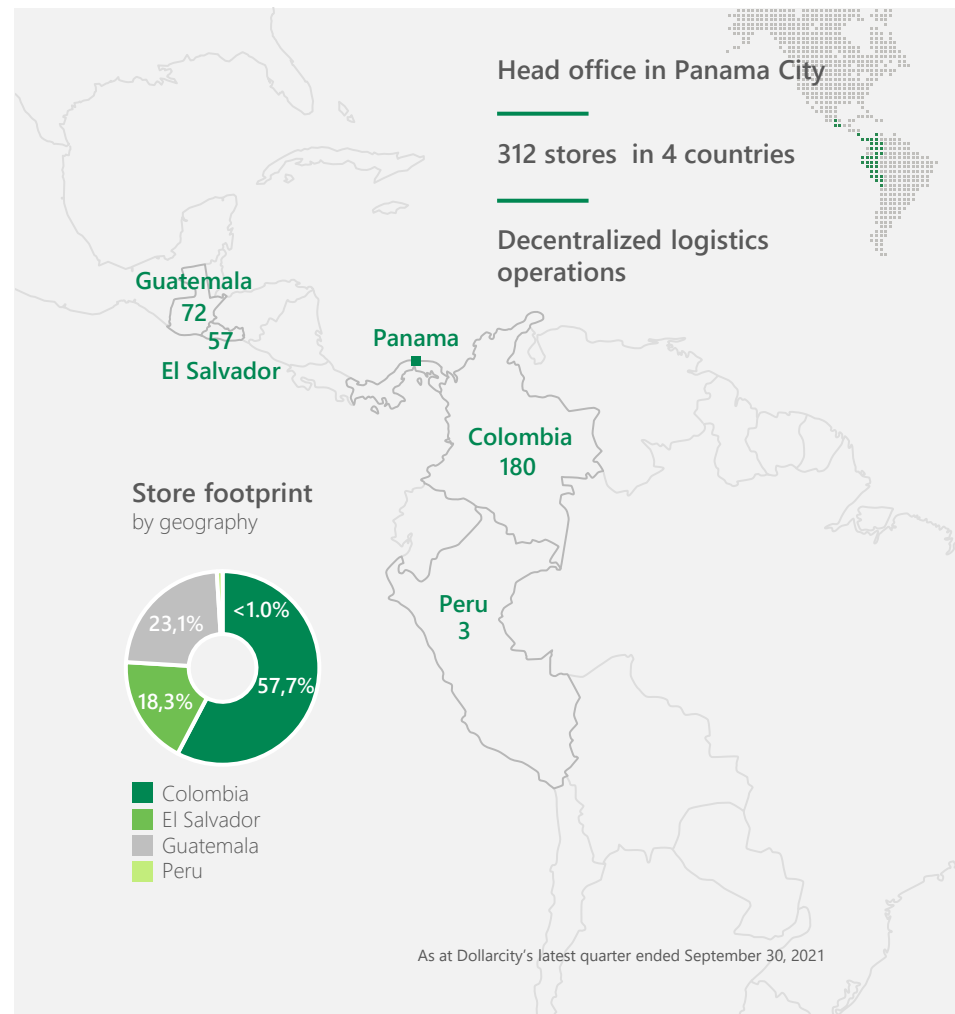 Head office in Panama City
312 stores in 4 countries
Decentralized logistics
operations
Guatemala
72
57
El Salvador
Panama
Colombia
180
Peru
3
Store footprint
by geography
<1.0%
23,1%
57,7%
18,3%
Colombia
El Salvador
Guatemala
Peru
As at Dollarcity’s latest quarter ended September 30, 2021